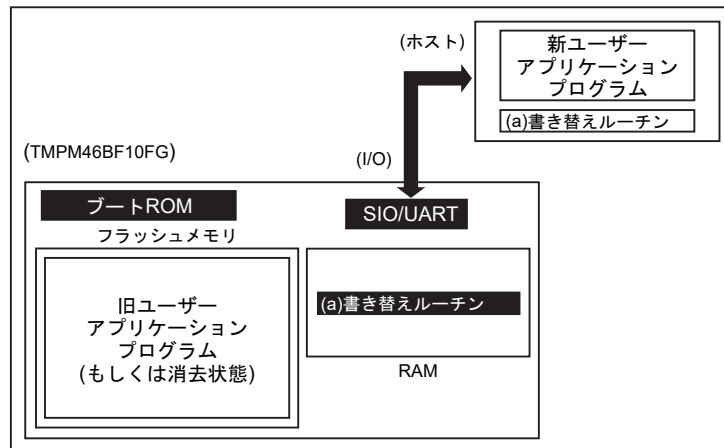 (ホスト)
新ユーザー
アプリケーション
プログラム
(a)書き替えルーチン
(TMPM46BF10FG)
(I/O)
ブートROM
SIO/UART
フラッシュメモリ
旧ユーザー
アプリケーション
プログラム
(もしくは消去状態)
(a)書き替えルーチン
RAM